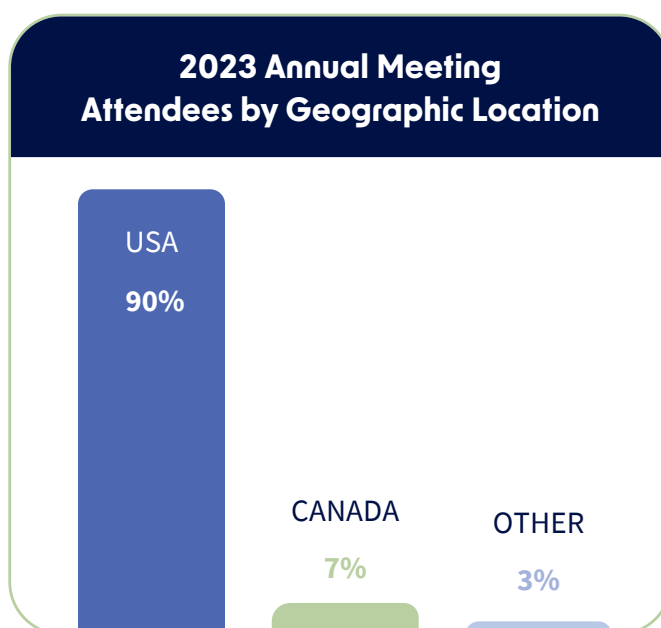 2023 Annual Meeting
Attendees by Geographic Location
USA
90%
CANADA
7%
OTHER
3%